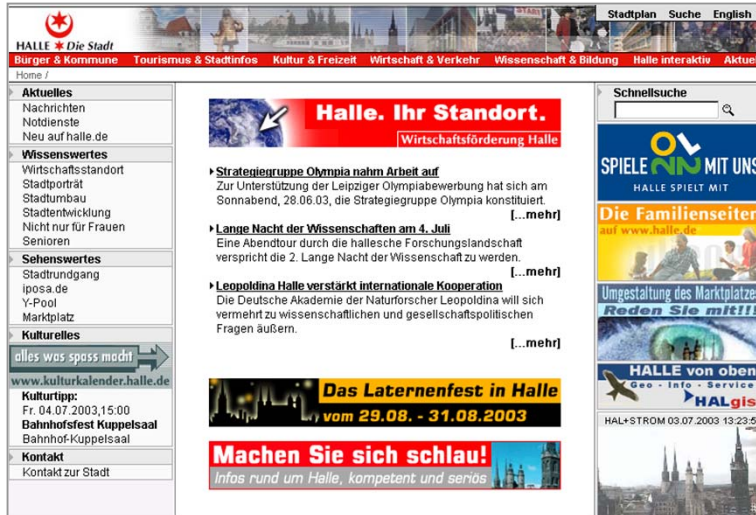 Stadtplan Suche English
HALLE Die Stadt
Bürger & Kommune Tourismus & Stadtinfos Kultur & Freizeit Wirtschaft & Verkehr Wissenschaft & Bildung Halle interaktiv Aktuel
Home /
Aktuelles
Nachrichten
Notdienste
Neu auf halle.de
Wissenswertes
Wirtschaftsstandort
Stadtporträt
Stadtumbau
Stadtentwicklung
Nicht nur für Frauen
Senioren
Sehenswertes
Stadtrundgang
iposa.de
Y-Pool
Marktplatz
Kulturelles
alles was spass macht
www.kulturkalender.halle.de
Kulturtipp:
Fr. 04.07.2003,15:00
Bahnhofsfest Kuppelsaal
Bahnhof-Kuppelsaal
Kontakt
Kontakt zur Stadt
Halle. Ihr Standort.
Wirtschaftsförderung Halle
Strategiegruppe Olympia nahm Arbeit auf
Zur Unterstützung der Leipziger Olympiabewerbung hat sich am
Sonnabend, 28.06.03, die Strategiegruppe Olympia konstituiert.
[...mehr]
Lange Nacht der Wissenschaften am 4. Juli
Eine Abendtour durch die hallesche Forschungslandschaft
verspricht die 2. Lange Nacht der Wissenschaft zu werden.
[...mehr]
Leopoldina Halle verstärkt internationale Kooperation
Die Deutsche Akademie der Naturforscher Leopoldina will sich
vermehrt zu wissenschaftlichen und gesellschaftspolitischen
Fragen äußern.
[...mehr]
Das Laternenfest in Halle
vom 29.08. - 31.08.2003
Machen Sie sich schlau!
Infos rund um Halle, kompetent und seriös
Schnellsuche
SPIELE MIT UNS
HALLE SPIELT MIT
Die Familienseiten
auf www.halle.de
Umgestaltung des Marktplatzes
Reden Sie mit!!!
HALLE von oben
Geo - Info - Service
HALgis
HAL+STROM 03.07.2003 13:23:5